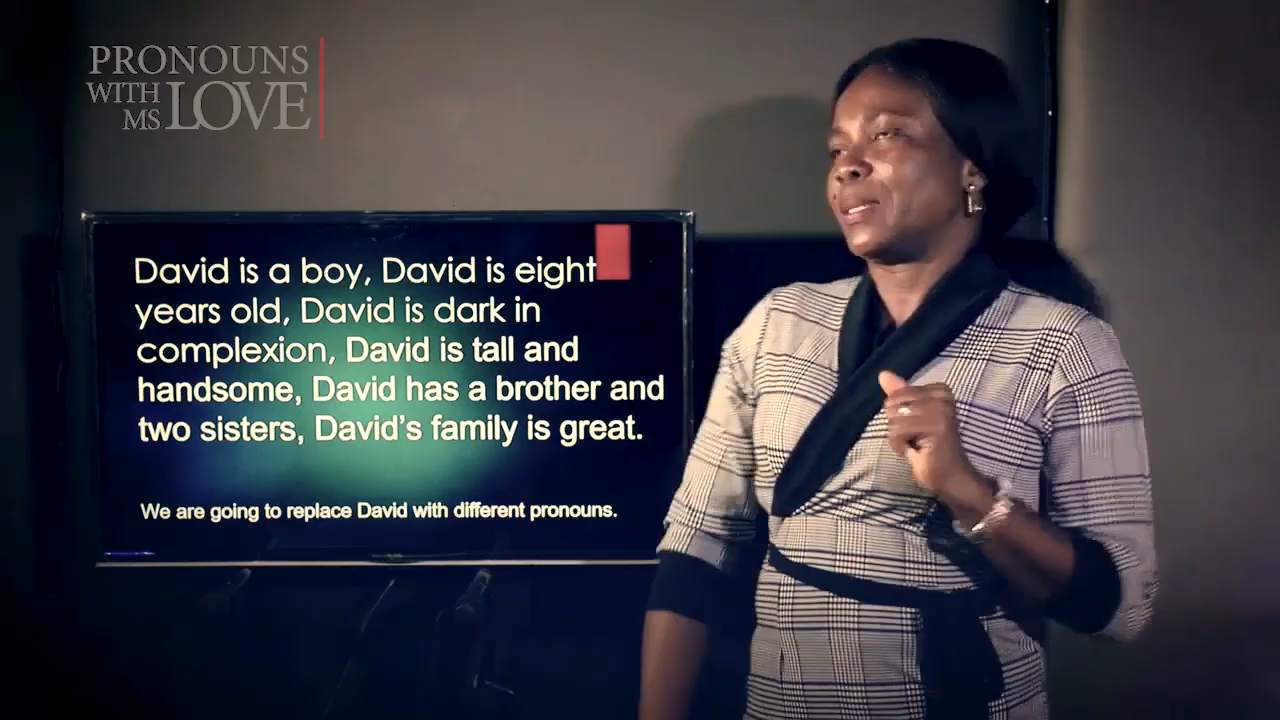 PRONOUNS
WITH
MS LOVE
David is a boy, David is eight
years old, David is dark in
complexion, David is tall and
handsome, David has a brother and
two sisters, David's family is great.
We are going to replace David with different pronouns.